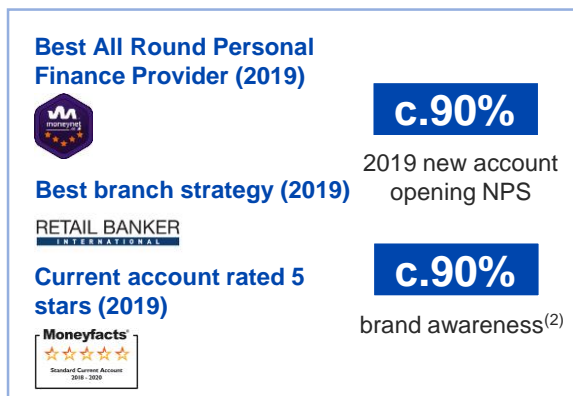 Best All Round Personal
Finance Provider (2019)
moneynet
Best branch strategy (2019)
RETAIL BANKER
INTERNATIONAL
Current account rated 5
stars (2019)
Moneyfacts®
Standard Current Account
2018 - 2020
c.90%
2019 new account
opening NPS
c.90%
brand awareness(2)